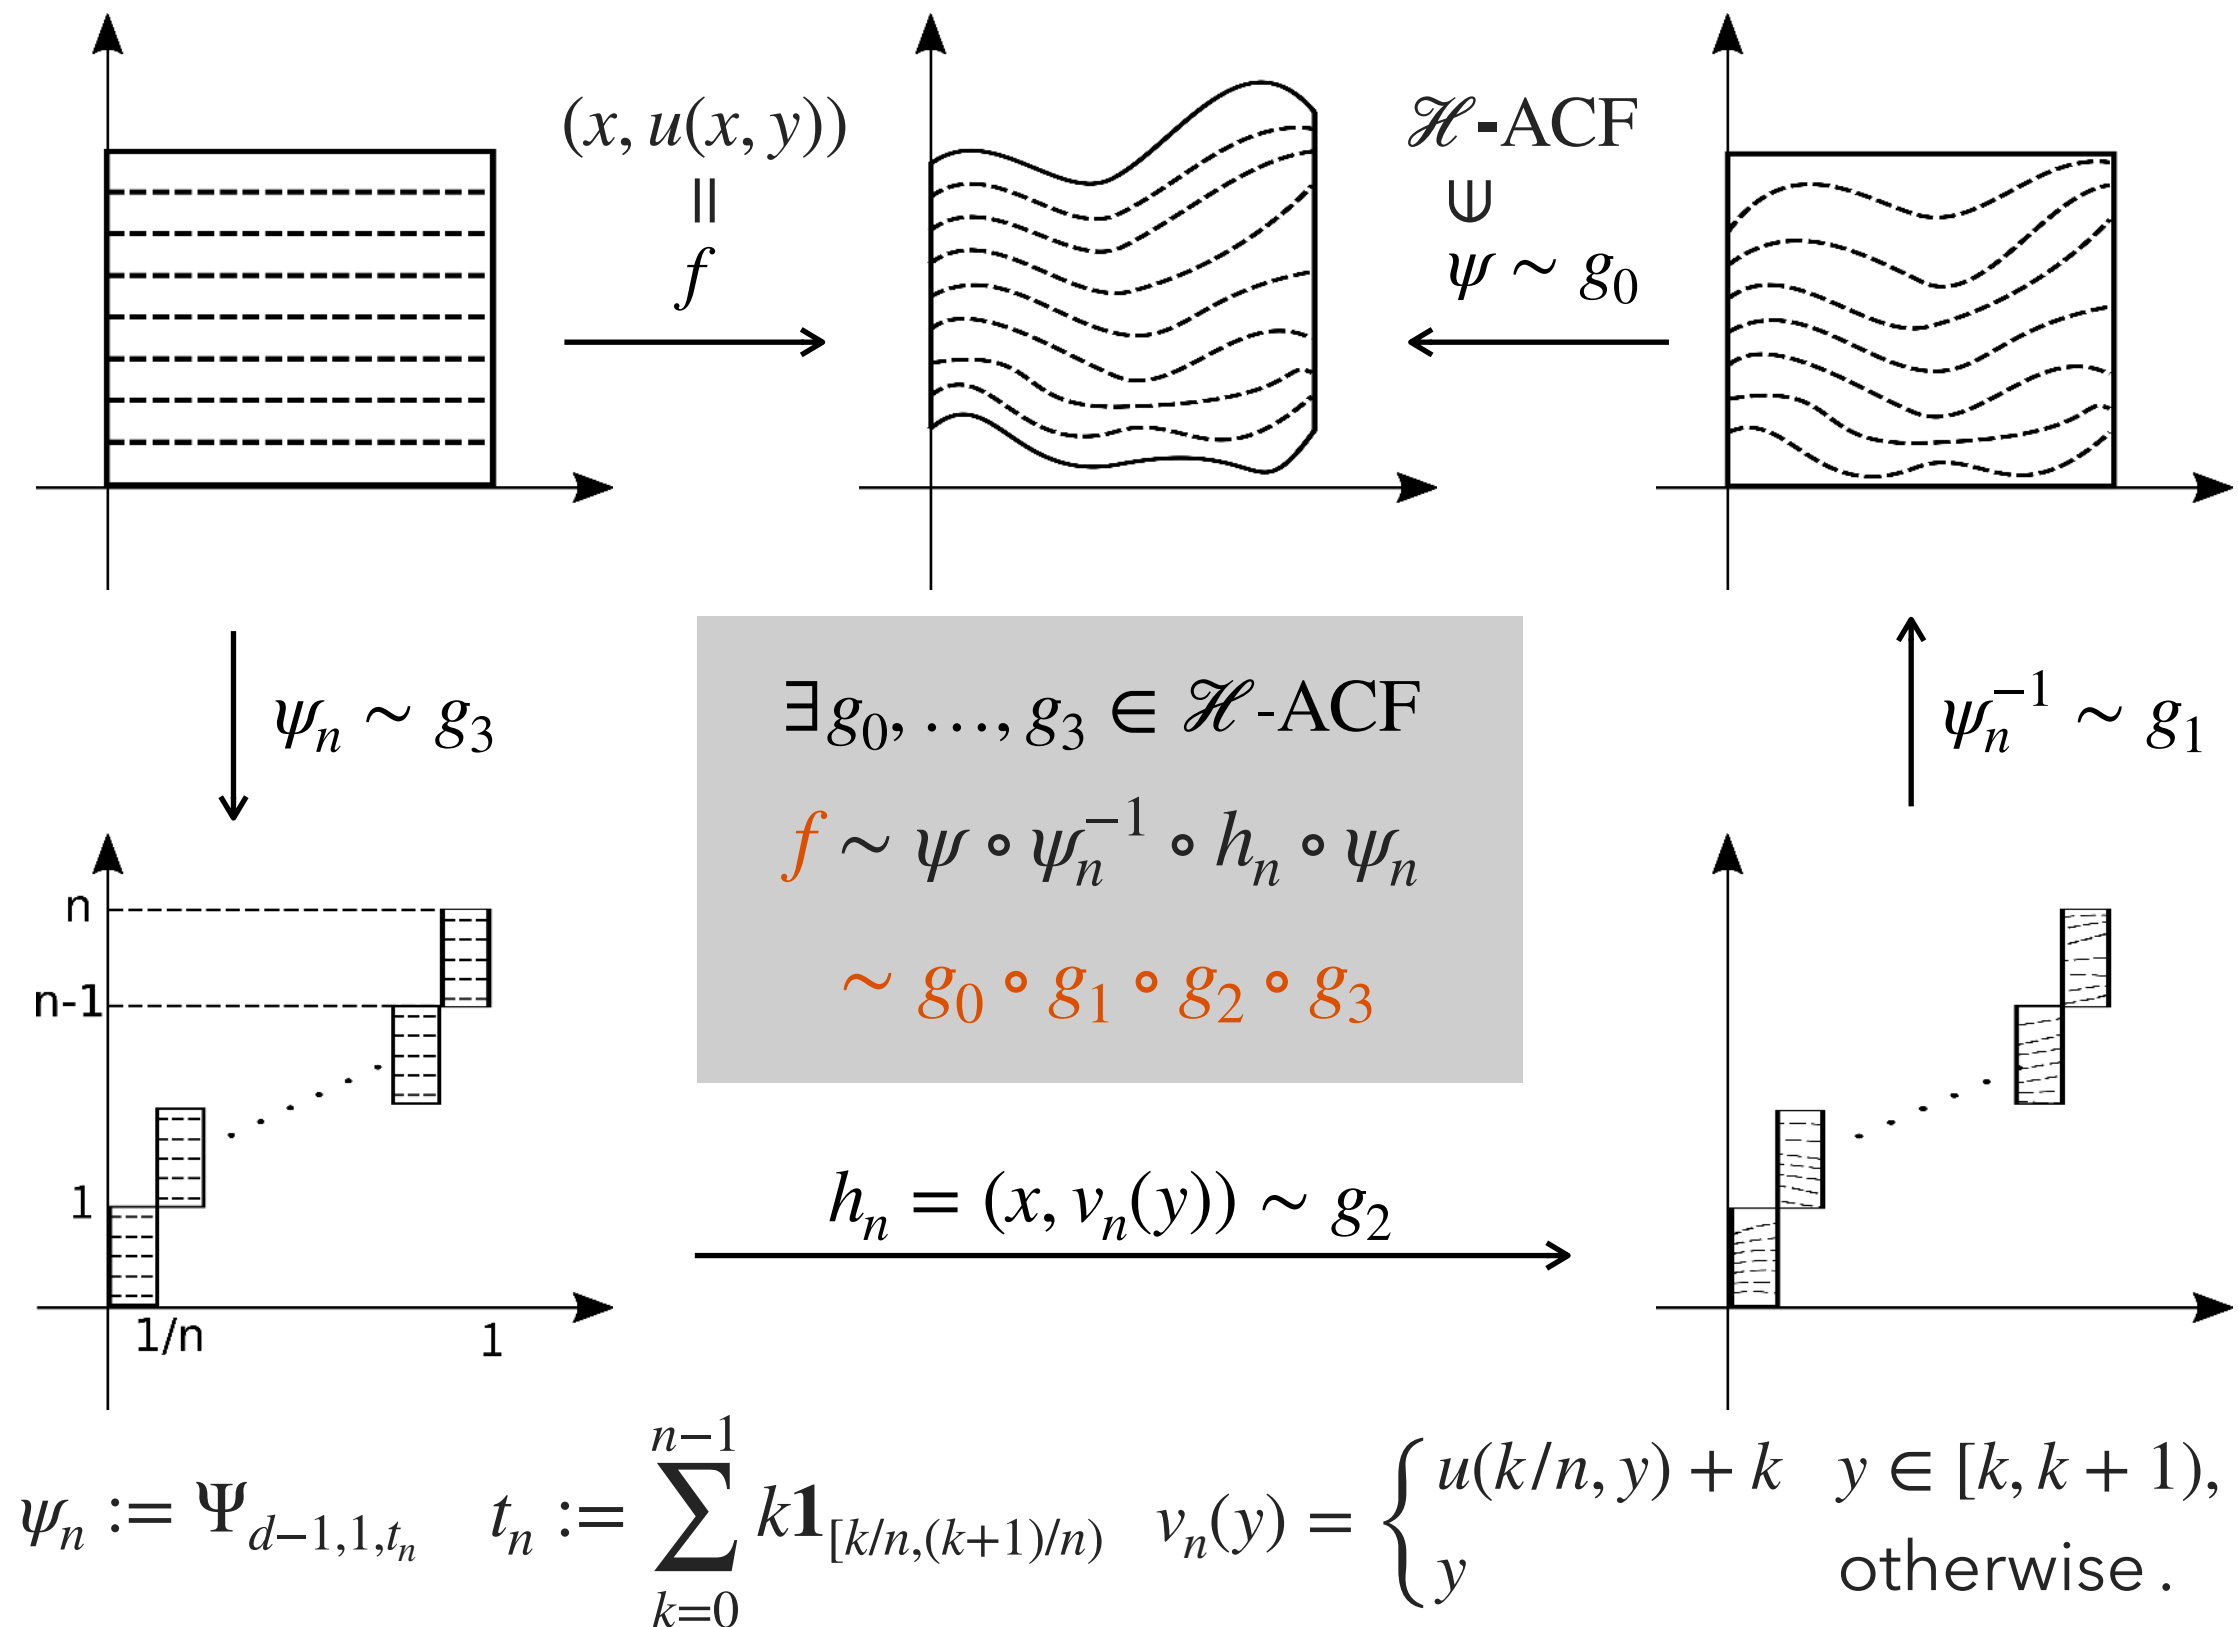 (x, u(x, y))
=
f
ℋ-ACF
∈
ψ ∼ g₀
ψₙ ∼ g₃
∃g₀, …, g₃ ∈ ℋ-ACF
f ∼ ψ ∘ ψₙ⁻¹ ∘ hₙ ∘ ψₙ
∼ g₀ ∘ g₁ ∘ g₂ ∘ g₃
ψₙ⁻¹ ∼ g₁
n
n-1
1
1/n
1
hₙ = (x, vₙ(y)) ∼ g₂
ψₙ := Ψ_{d−1,1,tₙ}
tₙ := ∑_{k=0}^{n−1} k𝟏_{[k/n,(k+1)/n)}
vₙ(y) = { u(k/n, y) + k y ∈ [k, k + 1),
y otherwise .